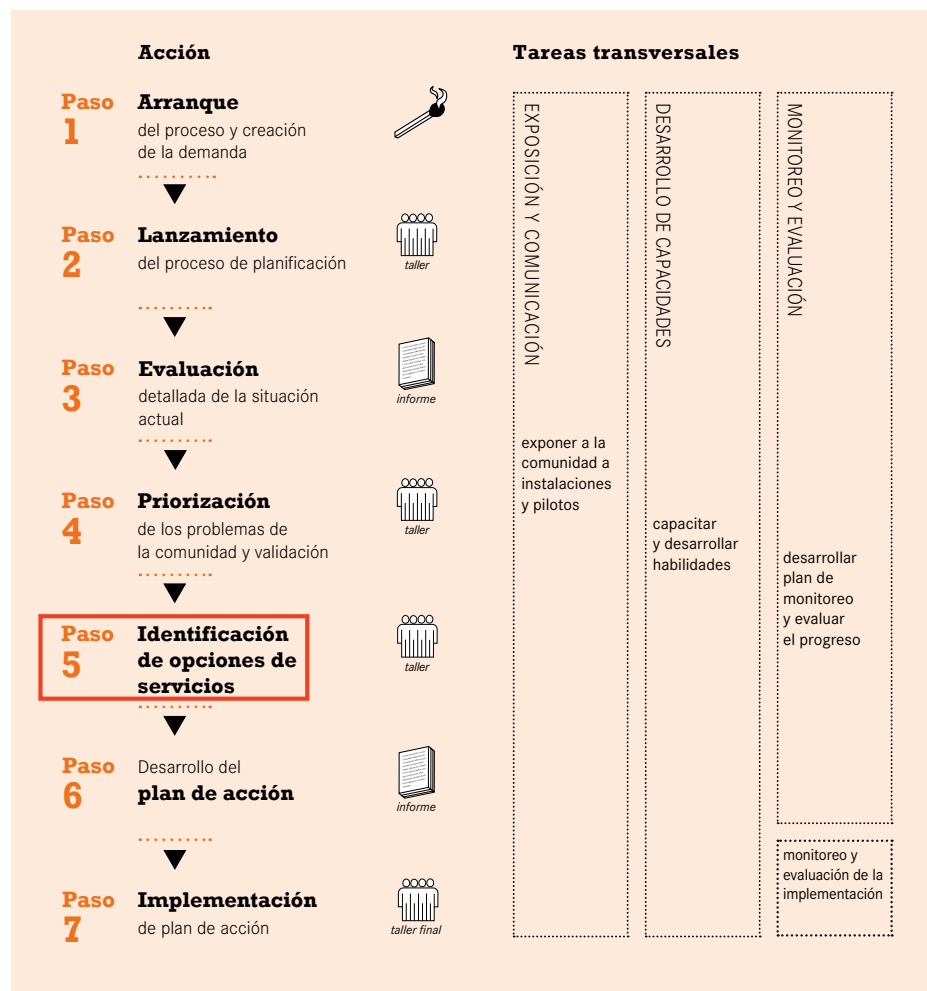 Acción
Tareas transversales
Paso
1
Arranque
del proceso y creación
de la demanda
Paso
2
Lanzamiento
del proceso de planificación
taller
Paso
3
Evaluación
detallada de la situación
actual
informe
Paso
4
Priorización
de los problemas de
la comunidad y validación
taller
Paso
5
Identificación
de opciones de
servicios
taller
Paso
6
Desarrollo del
plan de acción
informe
Paso
7
Implementación
de plan de acción
taller final
EXPOSICIÓN Y COMUNICACIÓN
exponer a la
comunidad a
instalaciones
y pilotos
DESARROLLO DE CAPACIDADES
capacitar
y desarrollar
habilidades
MONITOREO Y EVALUACIÓN
desarrollar
plan de
monitoreo
y evaluar
el progreso
monitoreo y
evaluación de la
implementación